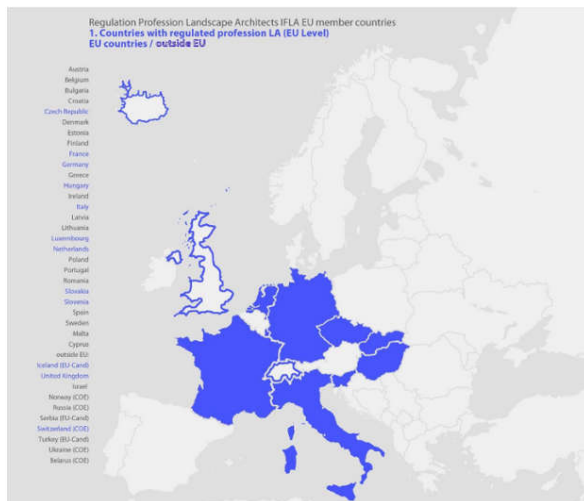 Regulation Profession Landscape Architects IFLA EU member countries
1. Countries with regulated profession LA (EU Level)
EU countries / outside EU
Austria
Belgium
Bulgaria
Croatia
Czech Republic
Denmark
Estonia
Finland
France
Germany
Greece
Hungary
Ireland
Italy
Latvia
Lithuania
Luxembourg
Netherlands
Poland
Portugal
Romania
Slovakia
Slovenia
Spain
Sweden
Malta
Cyprus
outside EU:
Iceland (EU-Cand)
United Kingdom
Israel
Norway (COE)
Russia (COE)
Serbia (EU-Cand)
Switzerland (COE)
Turkey (EU-Cand)
Ukraine (COE)
Belarus (COE)